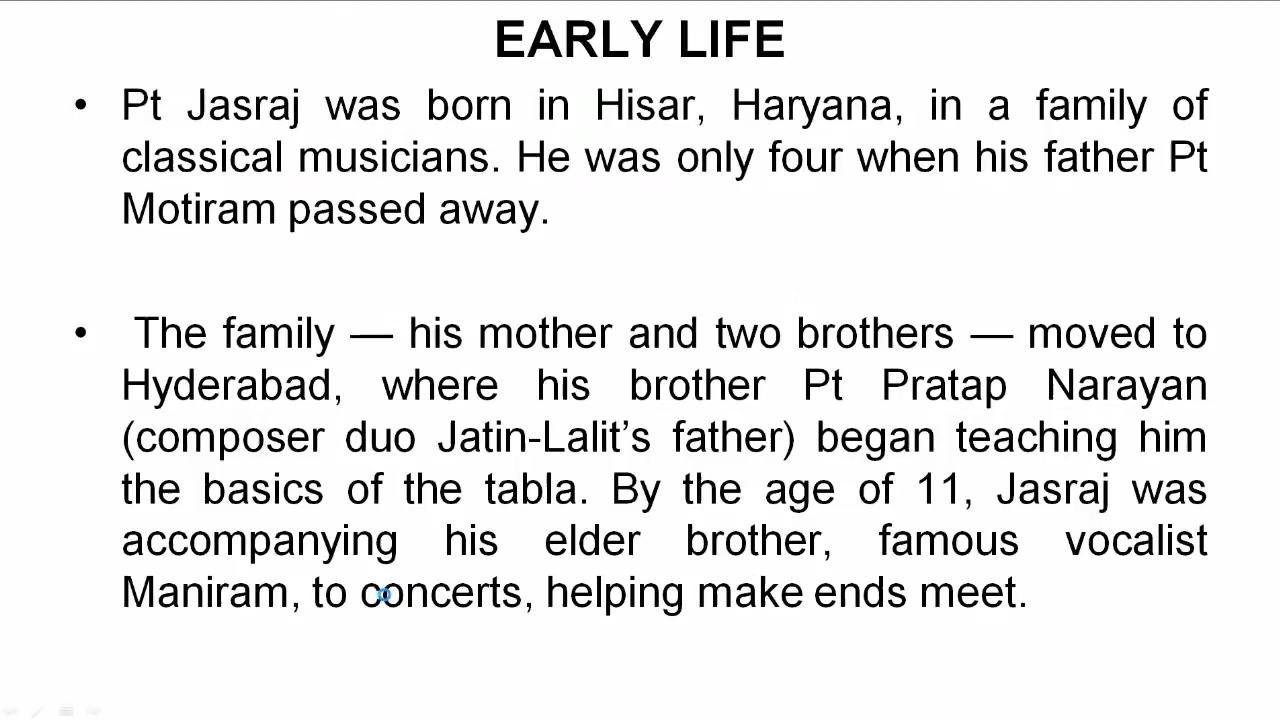 EARLY LIFE
• Pt Jasraj was born in Hisar, Haryana, in a family of
classical musicians. He was only four when his father Pt
Motiram passed away.
• The family — his mother and two brothers — moved to
Hyderabad, where his brother Pt Pratap Narayan
(composer duo Jatin-Lalit’s father) began teaching him
the basics of the tabla. By the age of 11, Jasraj was
accompanying his elder brother, famous vocalist
Maniram, to concerts, helping make ends meet.